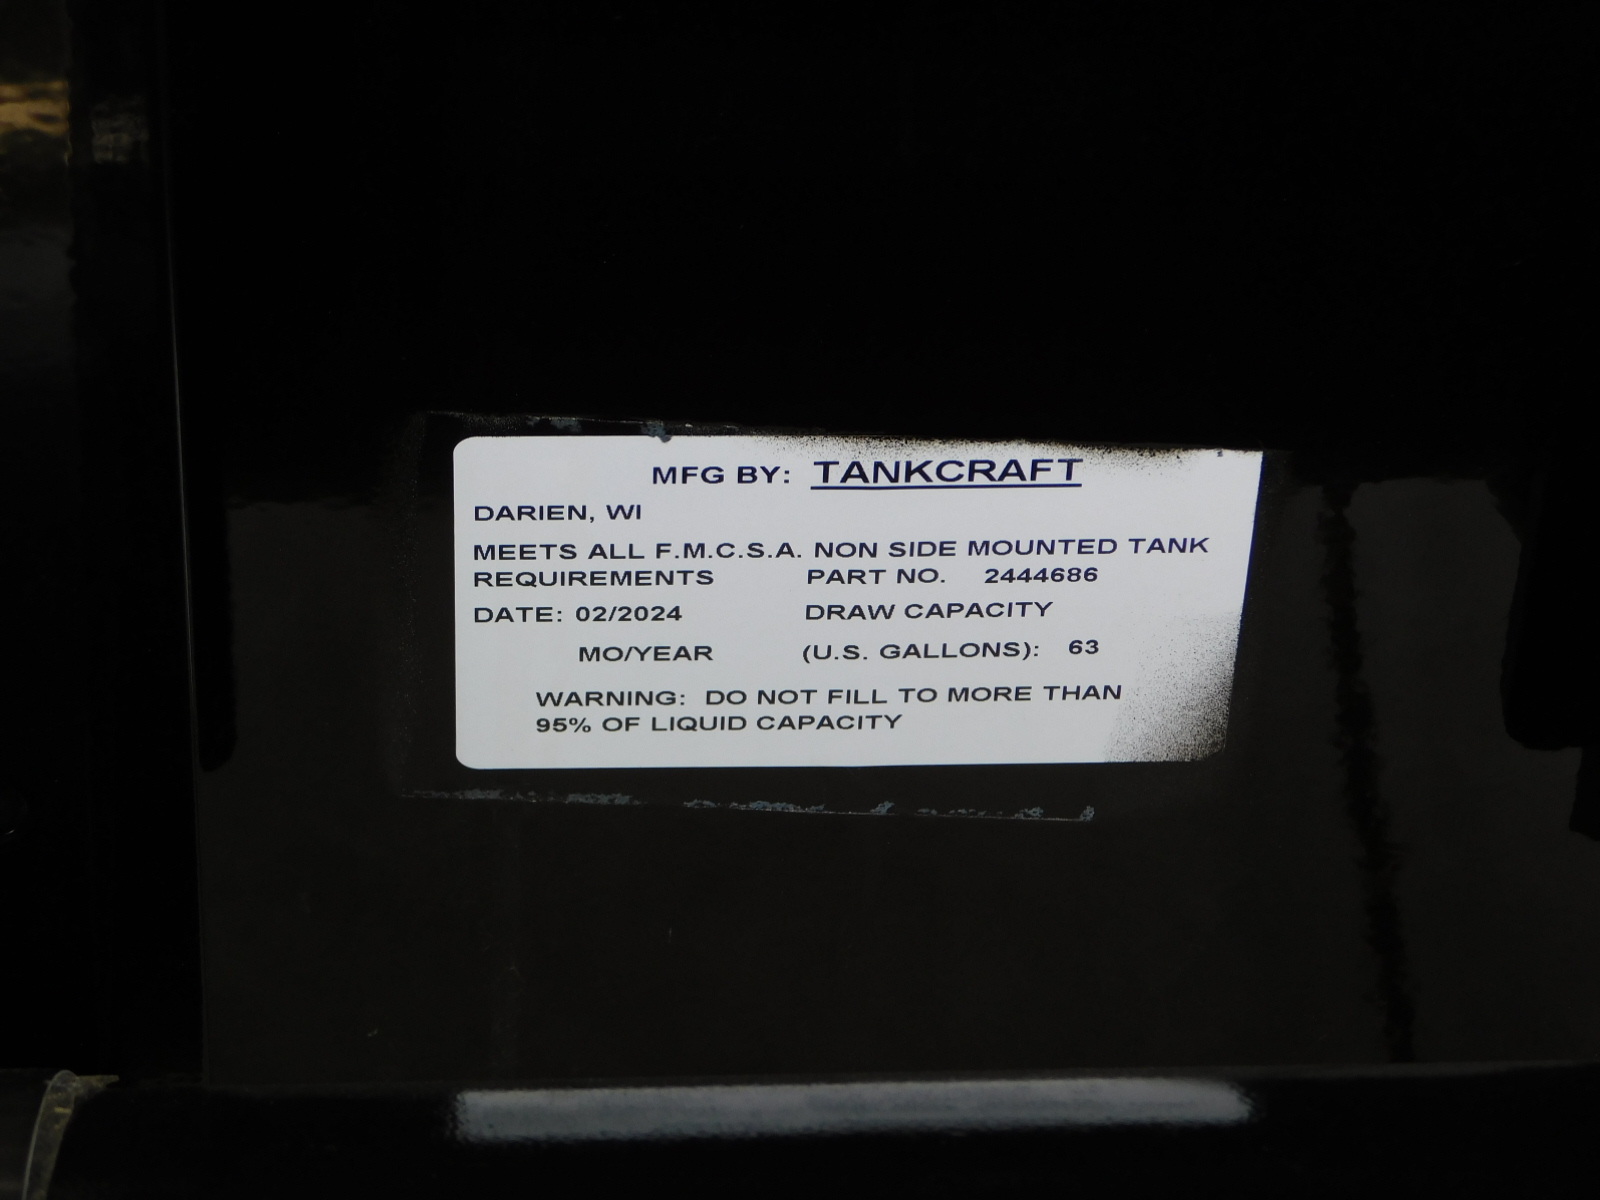 MFG BY: TANKCRAFT
DARIEN, WI
MEETS ALL F.M.C.S.A. NON SIDE MOUNTED TANK
REQUIREMENTS PART NO. 2444686
DATE: 02/2024 DRAW CAPACITY
MO/YEAR (U.S. GALLONS): 63
WARNING: DO NOT FILL TO MORE THAN
95% OF LIQUID CAPACITY